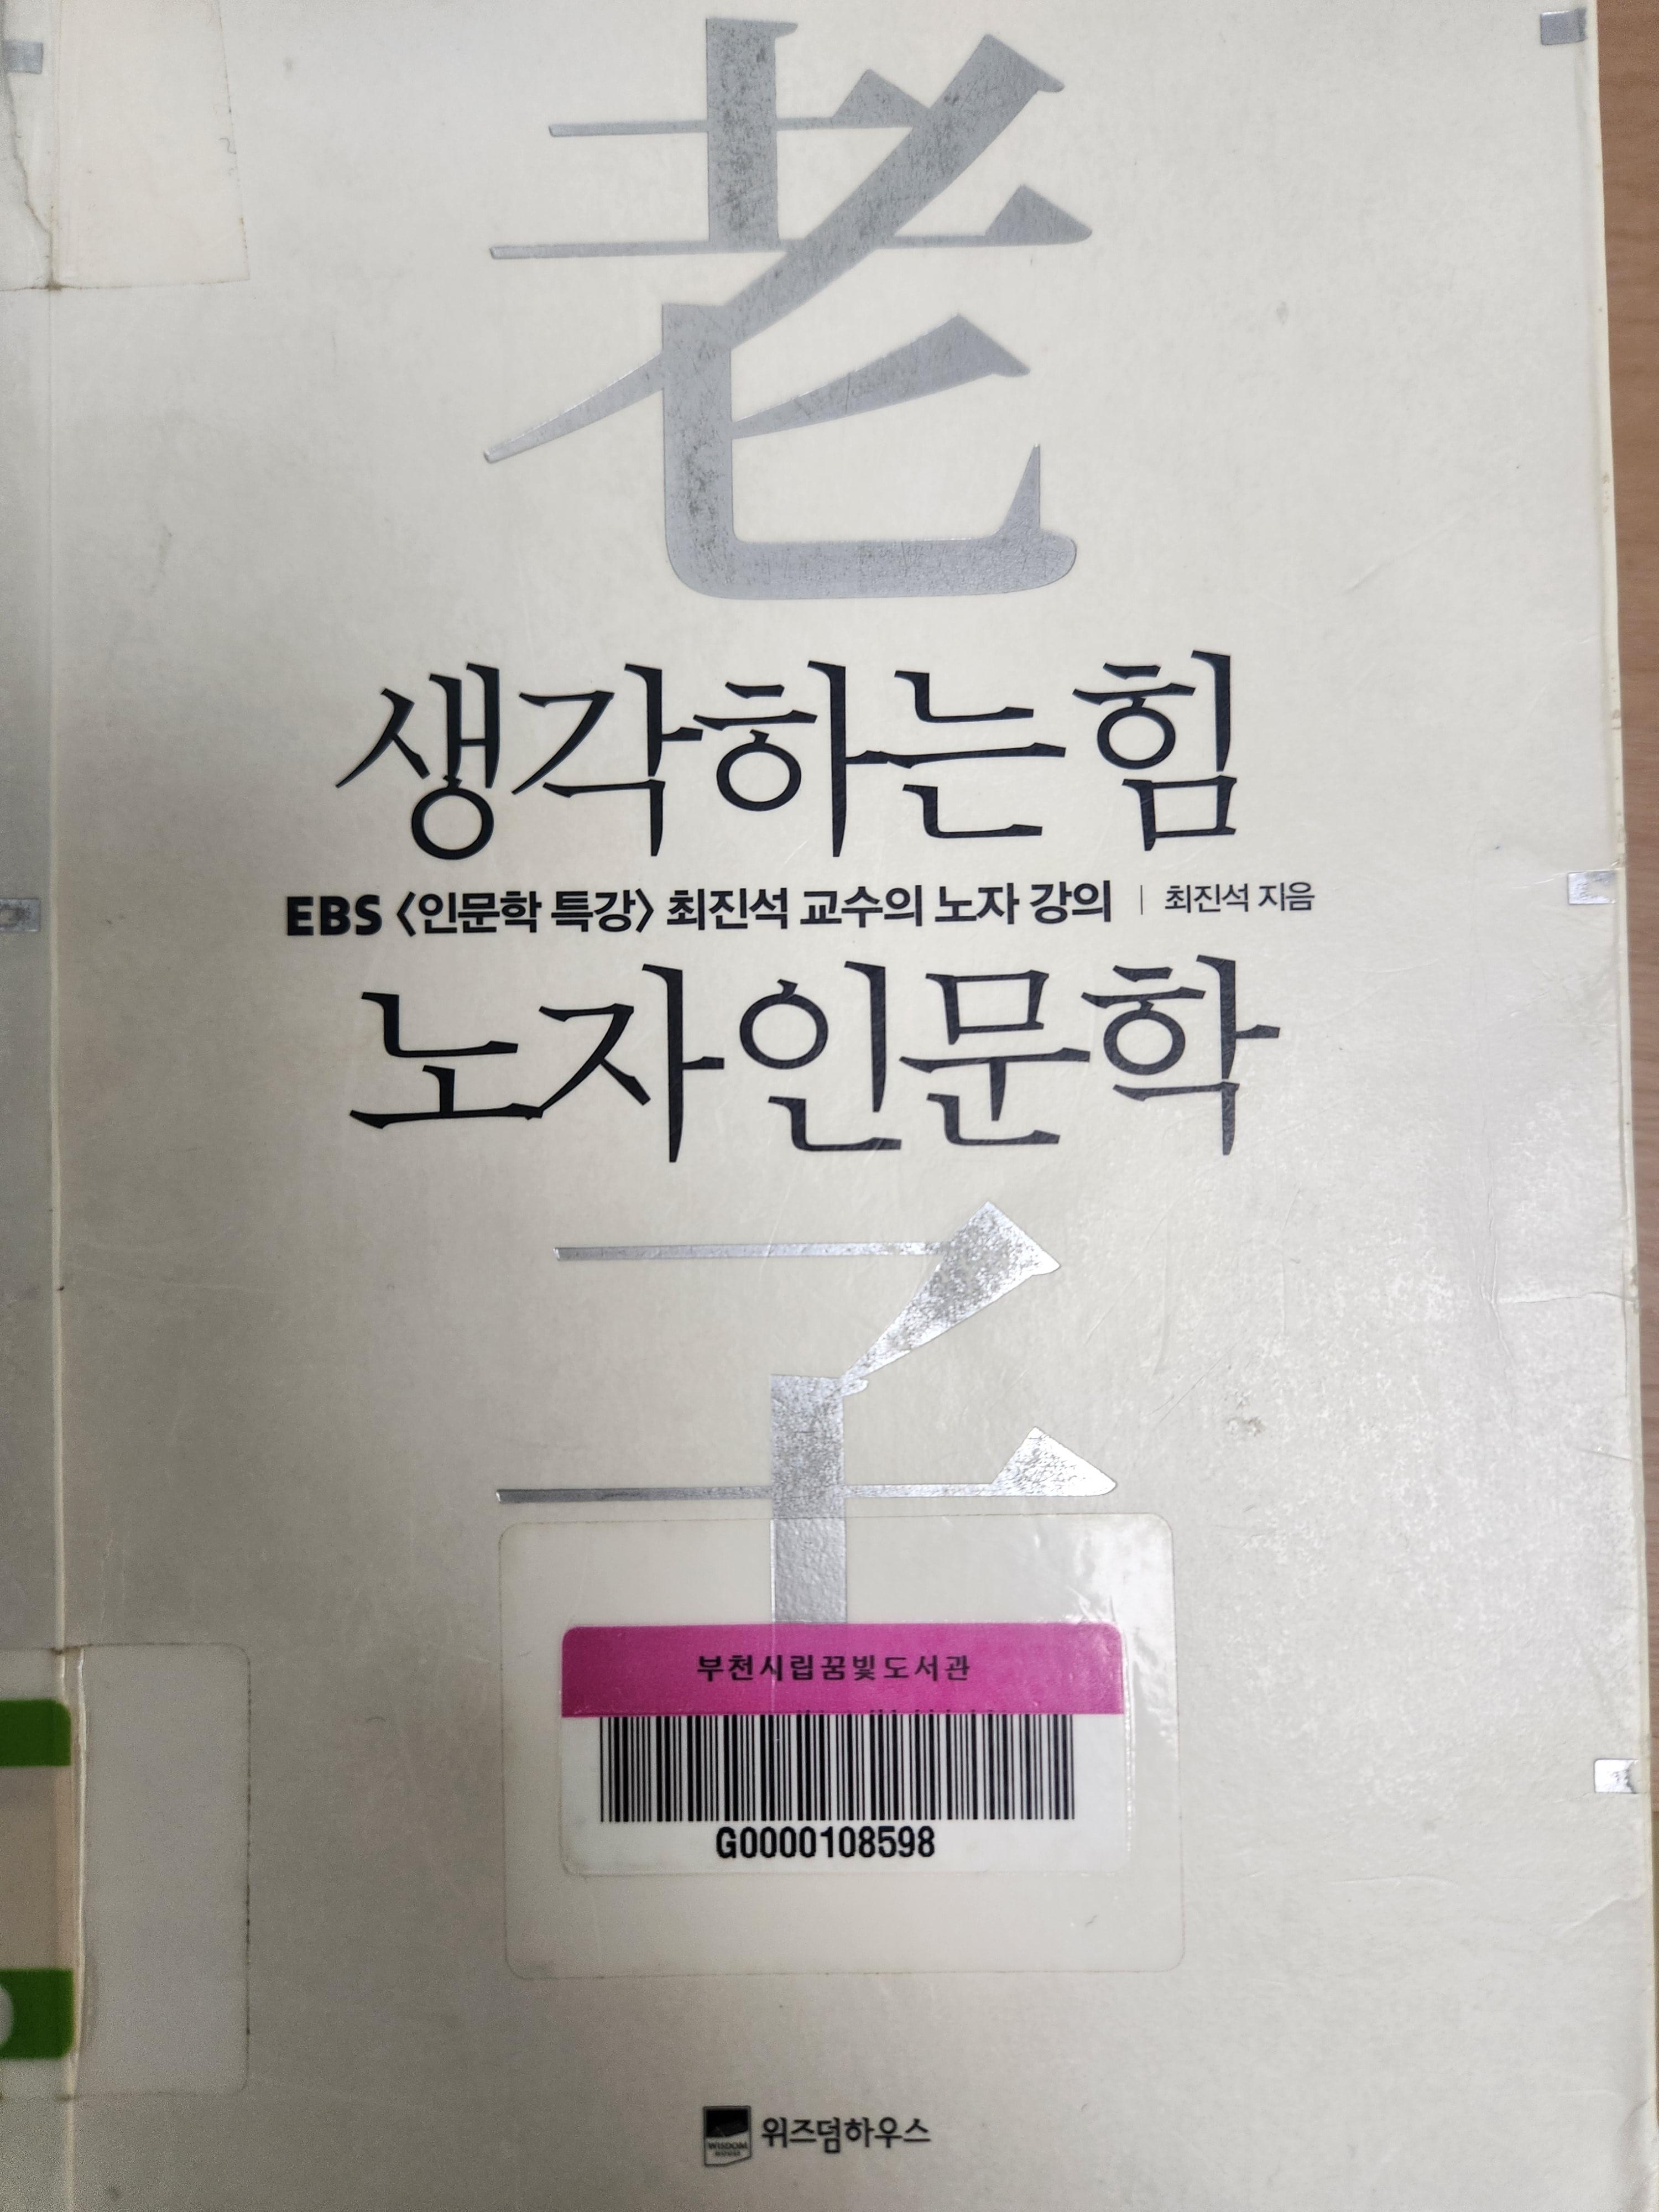 老
생각하는 힘
EBS 〈인문학 특강〉 최진석 교수의 노자 강의 | 최진석 지음
노자인문학
子
부천시립꿈빛도서관
G0000108598
WISDOM HOUSE
위즈덤하우스